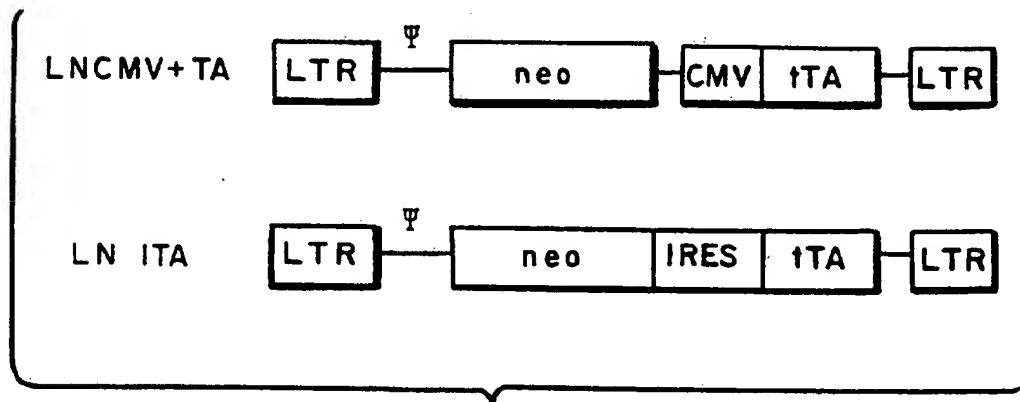 Ψ
LNCMV+TA LTR neo CMV tTA LTR
Ψ
LN ITA LTR neo IRES tTA LTR